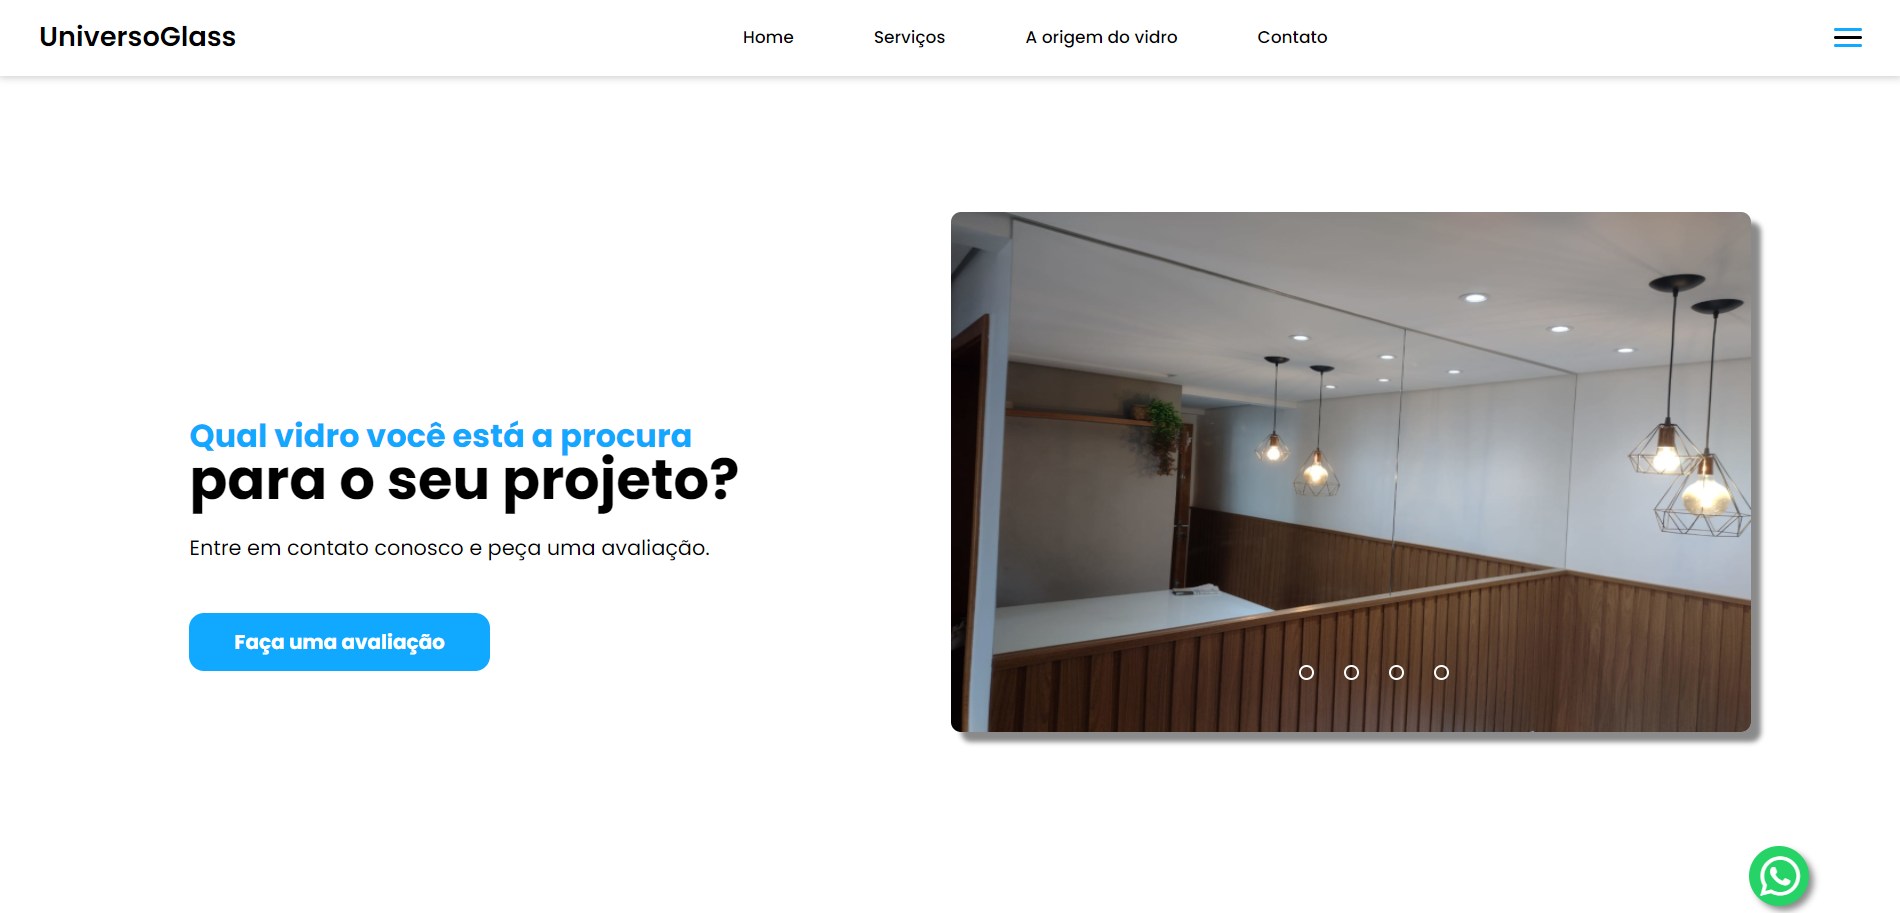 UniversoGlass
Home
Serviços
A origem do vidro
Contato
Qual vidro você está a procura
para o seu projeto?
Entre em contato conosco e peça uma avaliação.
Faça uma avaliação